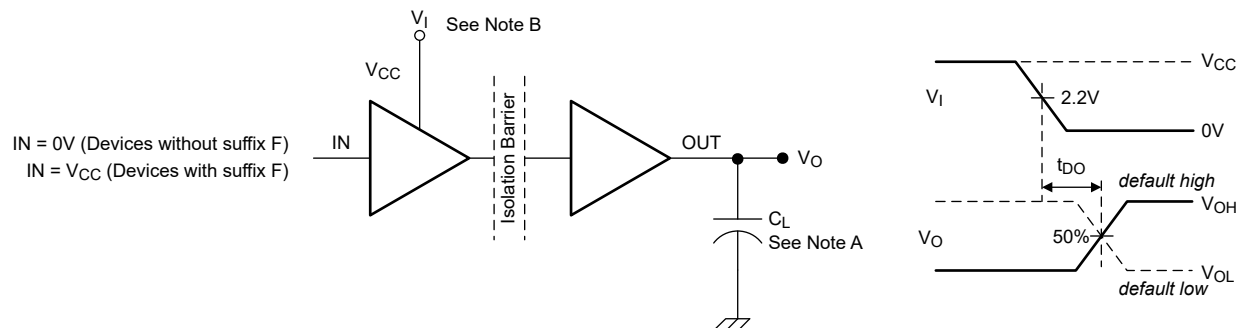 V_I See Note B
V_CC
IN = 0V (Devices without suffix F)
IN = V_CC (Devices with suffix F)
IN
Isolation Barrier
OUT
V_O
C_L
See Note A
V_I
V_CC
2.2V
0V
t_DO
default high
V_O
50%
V_OH
V_OL
default low